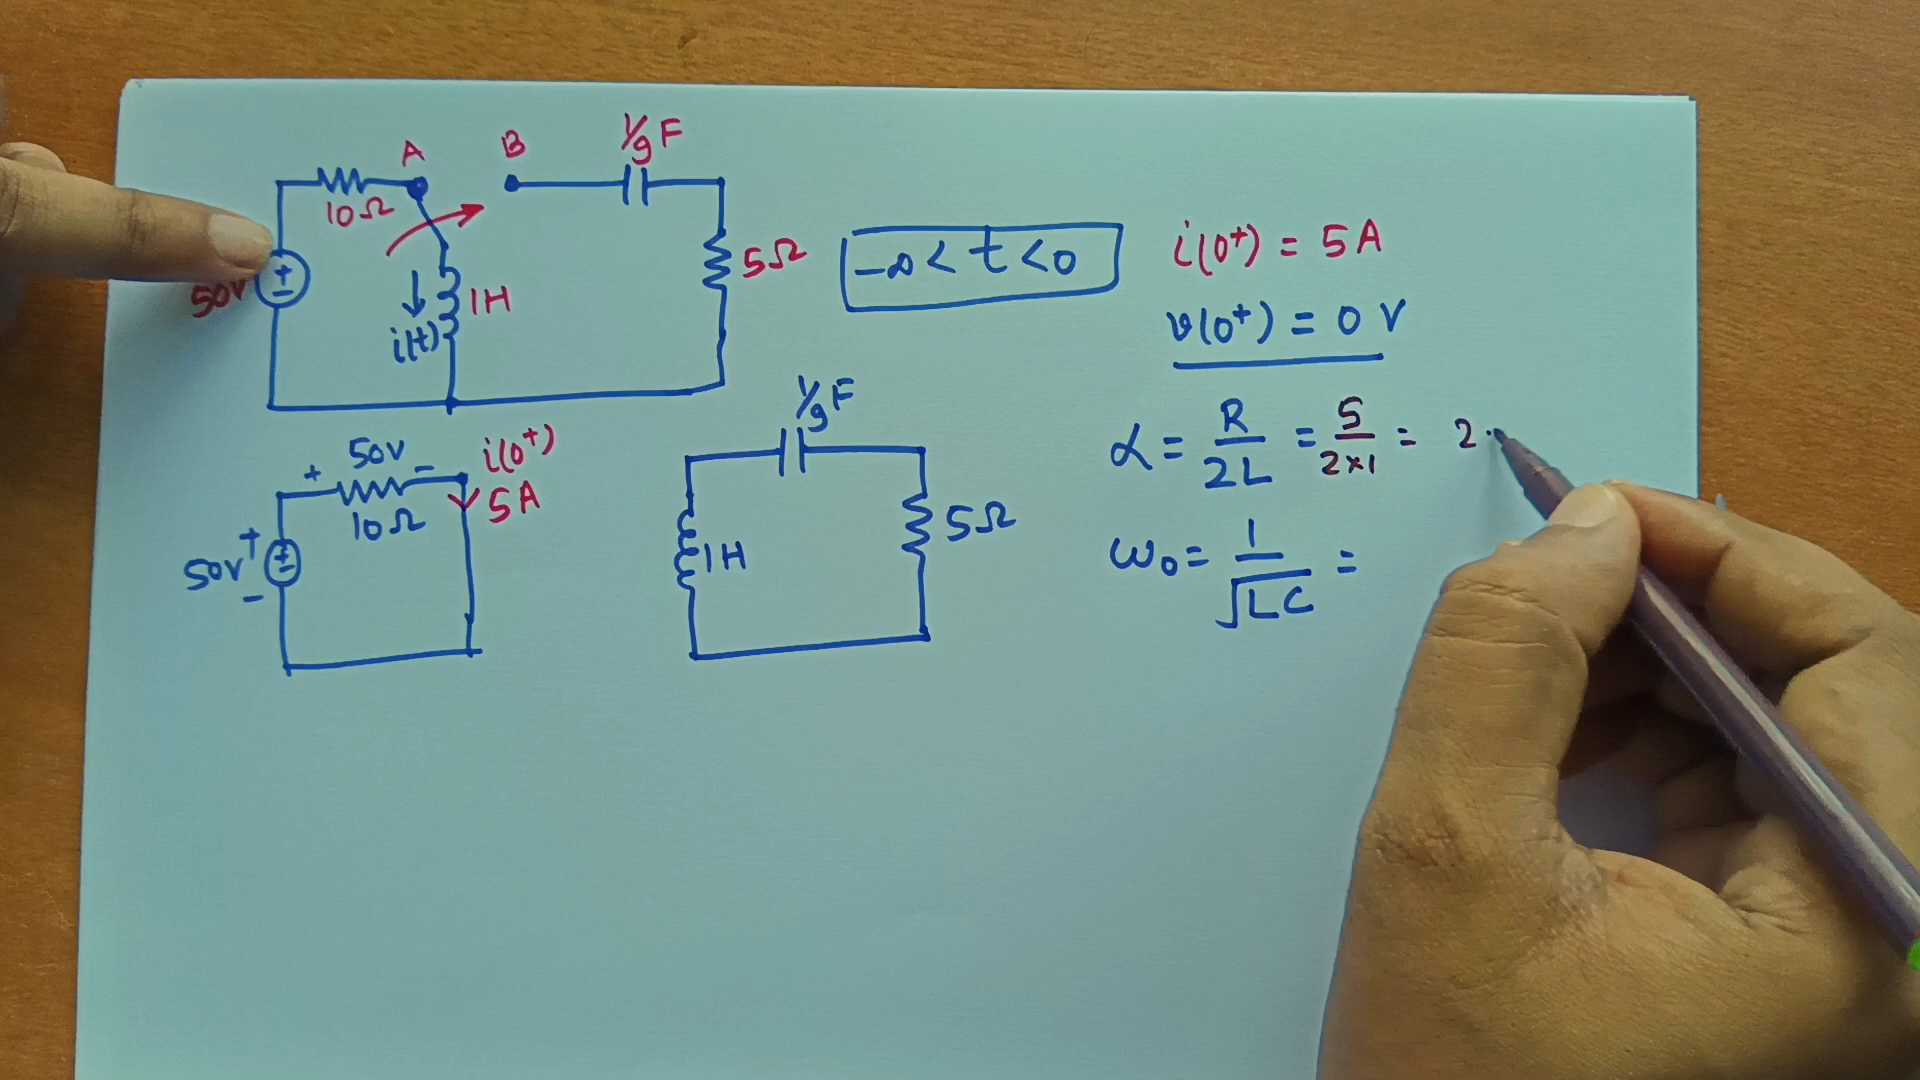 A B 1/9 F
10Ω
50V + - i(t) 1H 5Ω
-∞ < t < 0
i(0⁺) = 5A
v(0⁺) = 0 V
50V
+ - i(0⁺)
10Ω 5A
50V + - + -
1/9 F
1H 5Ω
α = R/2L = 5/2×1 = 2.
ω₀ = 1/√LC =